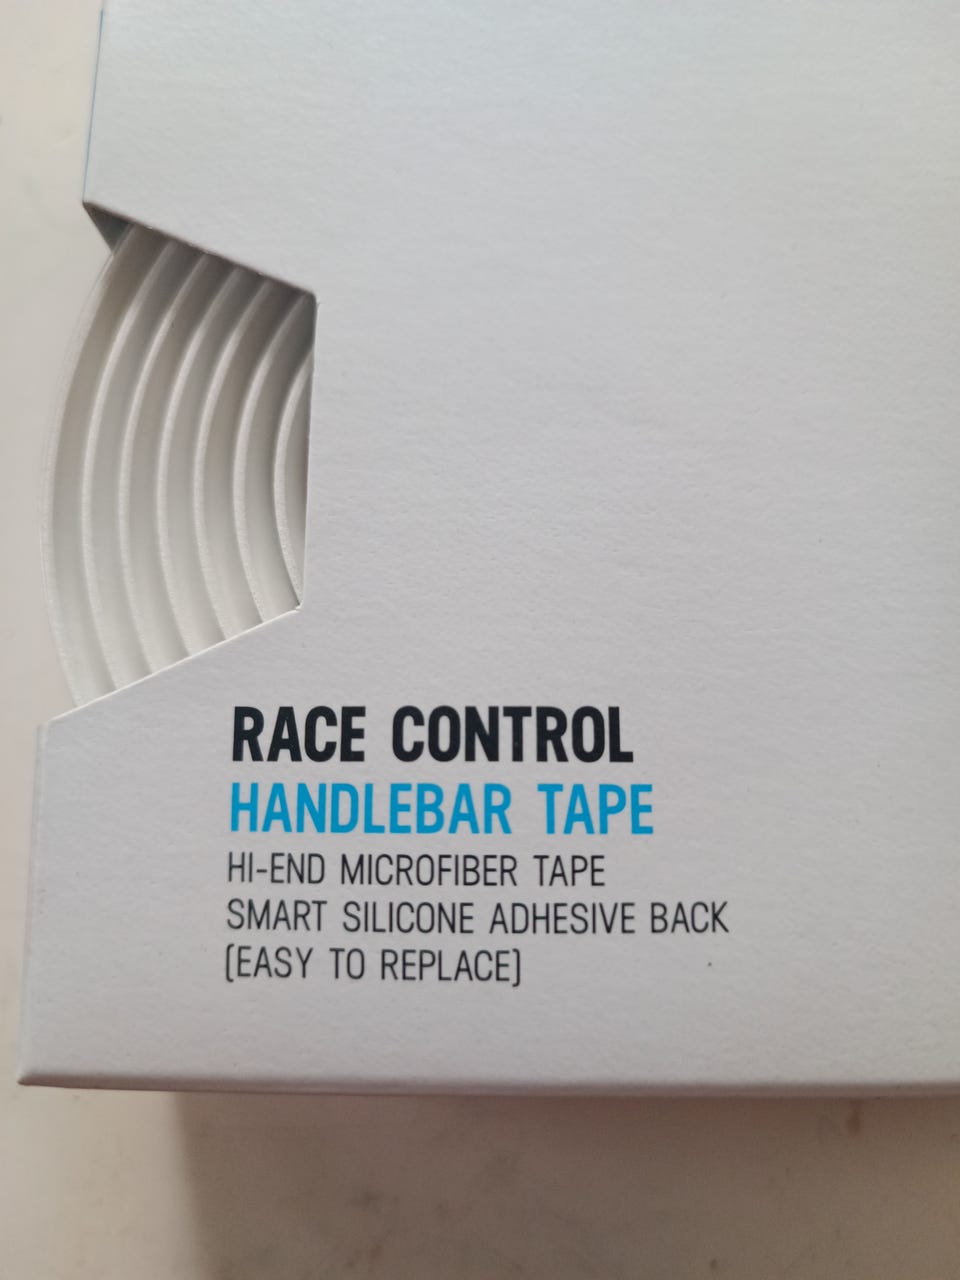 RACE CONTROL
HANDLEBAR TAPE
HI-END MICROFIBER TAPE
SMART SILICONE ADHESIVE BACK
[EASY TO REPLACE]